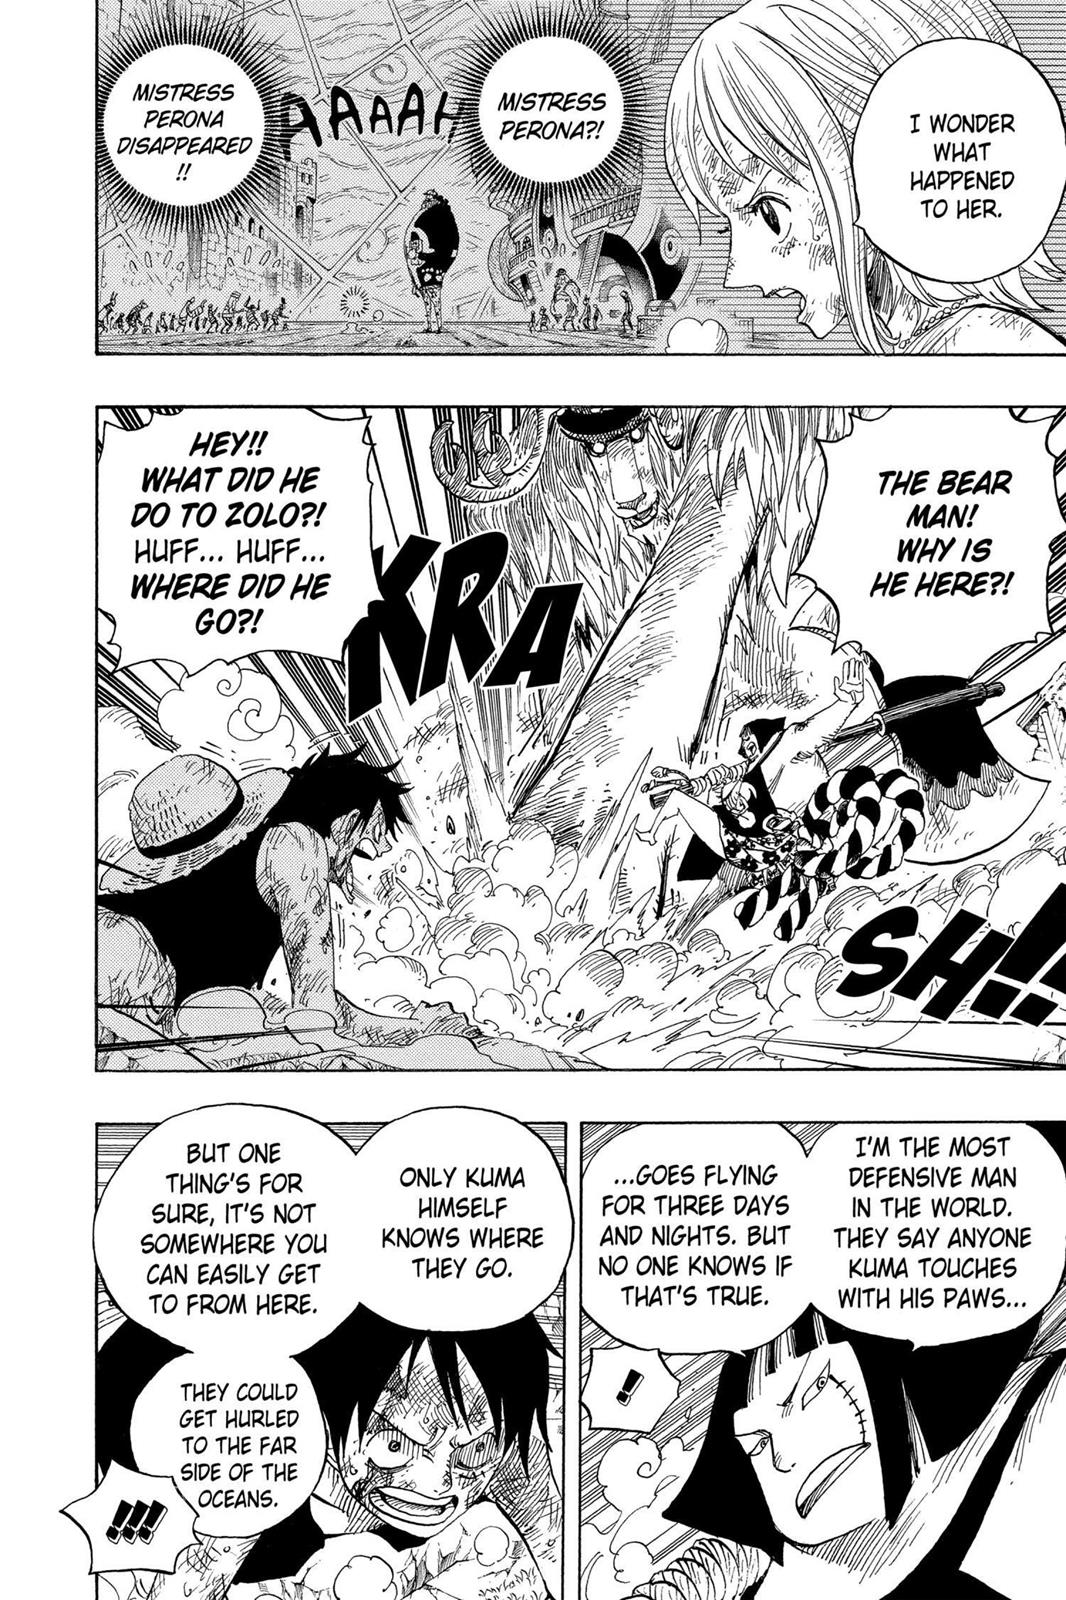 I WONDER
WHAT
HAPPENED
TO HER.
MISTRESS
PERONA?!
AAAAAH
MISTRESS
PERONA
DISAPPEARED
!!
THE BEAR
MAN!
WHY IS
HE HERE?!
HEY!!
WHAT DID HE
DO TO ZOLO?!
HUFF... HUFF...
WHERE DID HE
GO?!
KRA
SH!!
I'M THE MOST
DEFENSIVE MAN
IN THE WORLD.
THEY SAY ANYONE
KUMA TOUCHES
WITH HIS PAWS...
...GOES FLYING
FOR THREE DAYS
AND NIGHTS. BUT
NO ONE KNOWS IF
THAT'S TRUE.
!
ONLY KUMA
HIMSELF
KNOWS WHERE
THEY GO.
BUT ONE
THING'S FOR
SURE, IT'S NOT
SOMEWHERE YOU
CAN EASILY GET
TO FROM HERE.
THEY COULD
GET HURLED
TO THE FAR
SIDE OF THE
OCEANS.
!!!